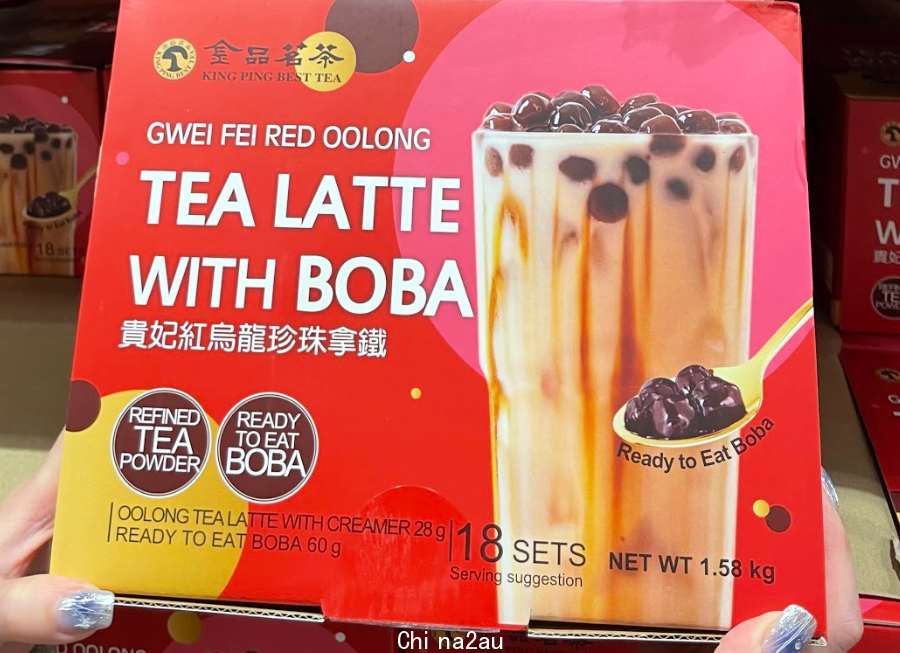 金品茗茶
KING PING BEST TEA
GWEI FEI RED OOLONG
TEA LATTE
WITH BOBA
貴妃紅烏龍珍珠拿鐵
REFINED
TEA
POWDER
READY
TO EAT
BOBA
Ready to Eat Boba
OOLONG TEA LATTE WITH CREAMER 28 g
READY TO EAT BOBA 60 g
18 SETS
Serving suggestion
NET WT 1.58 kg
18 SETS
Chi na2au